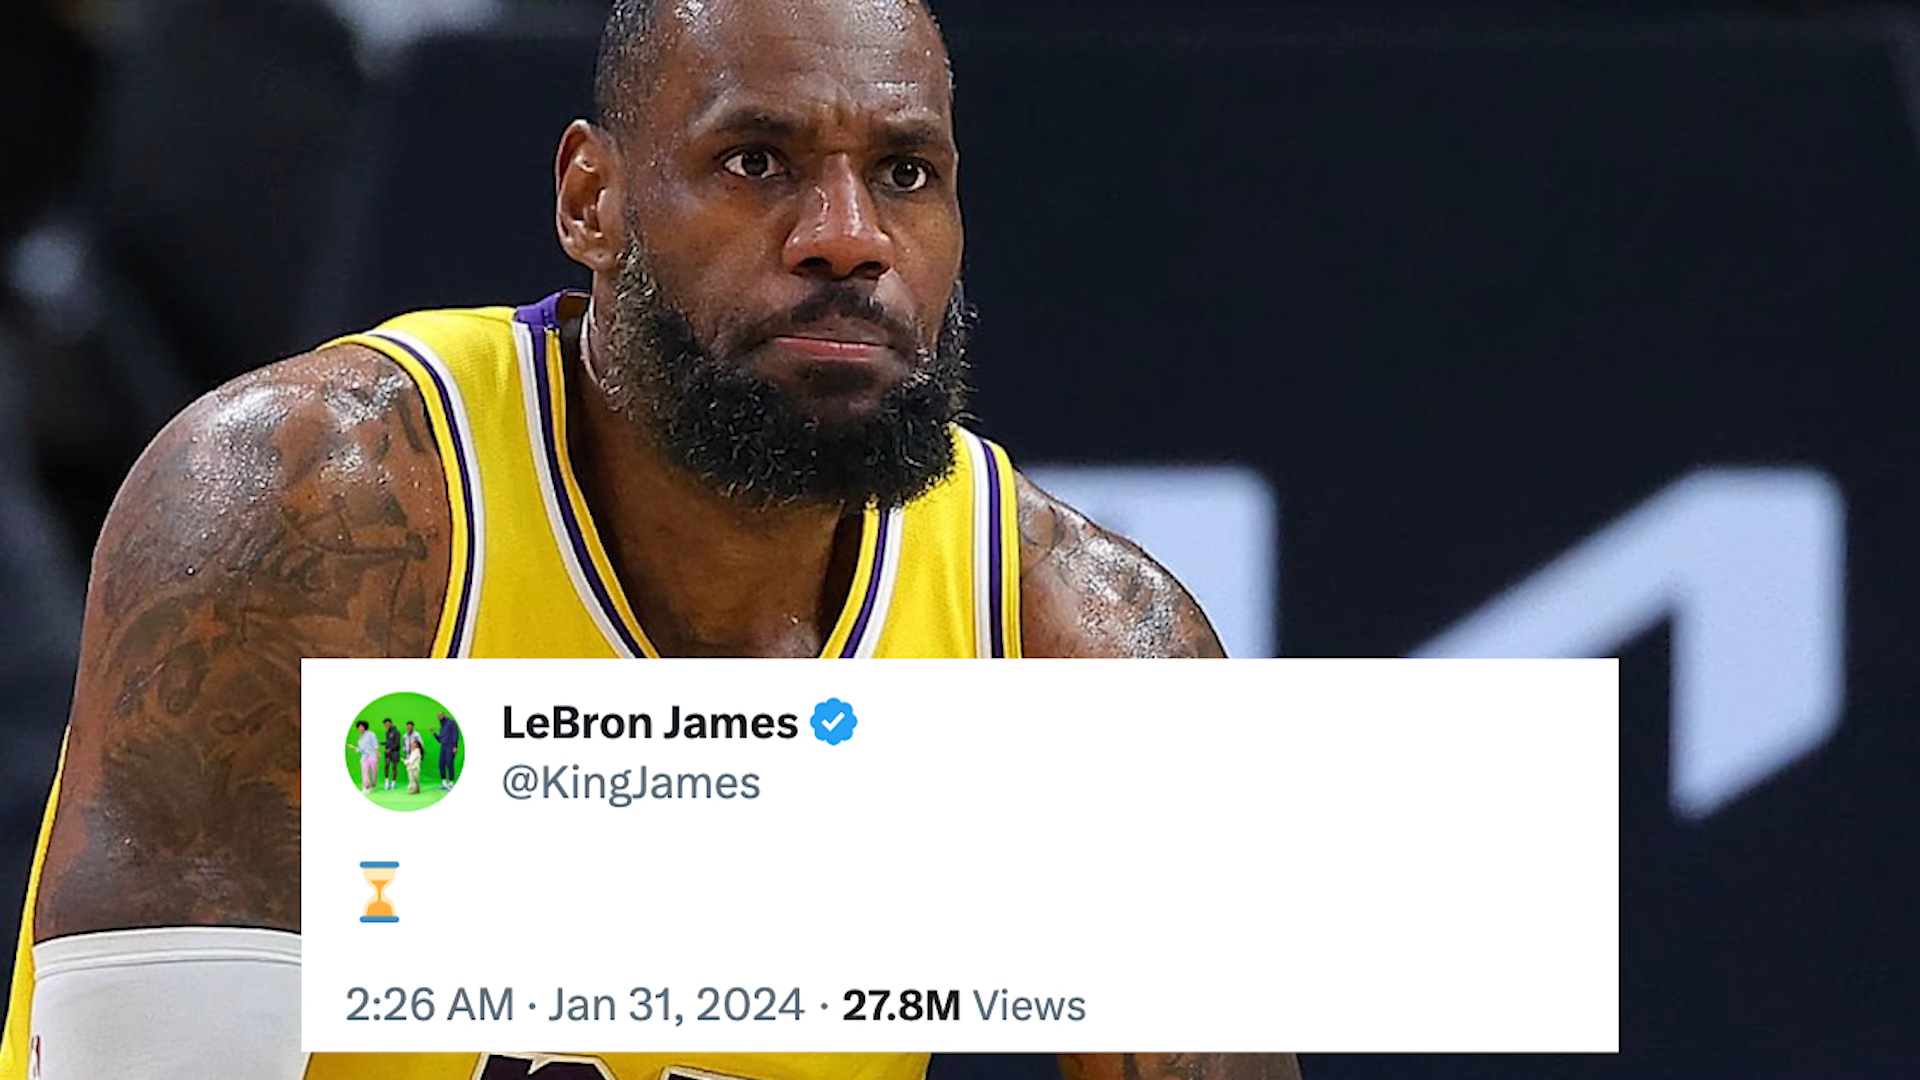 LeBron James
@KingJames
⏳
2:26 AM · Jan 31, 2024 · 27.8M Views